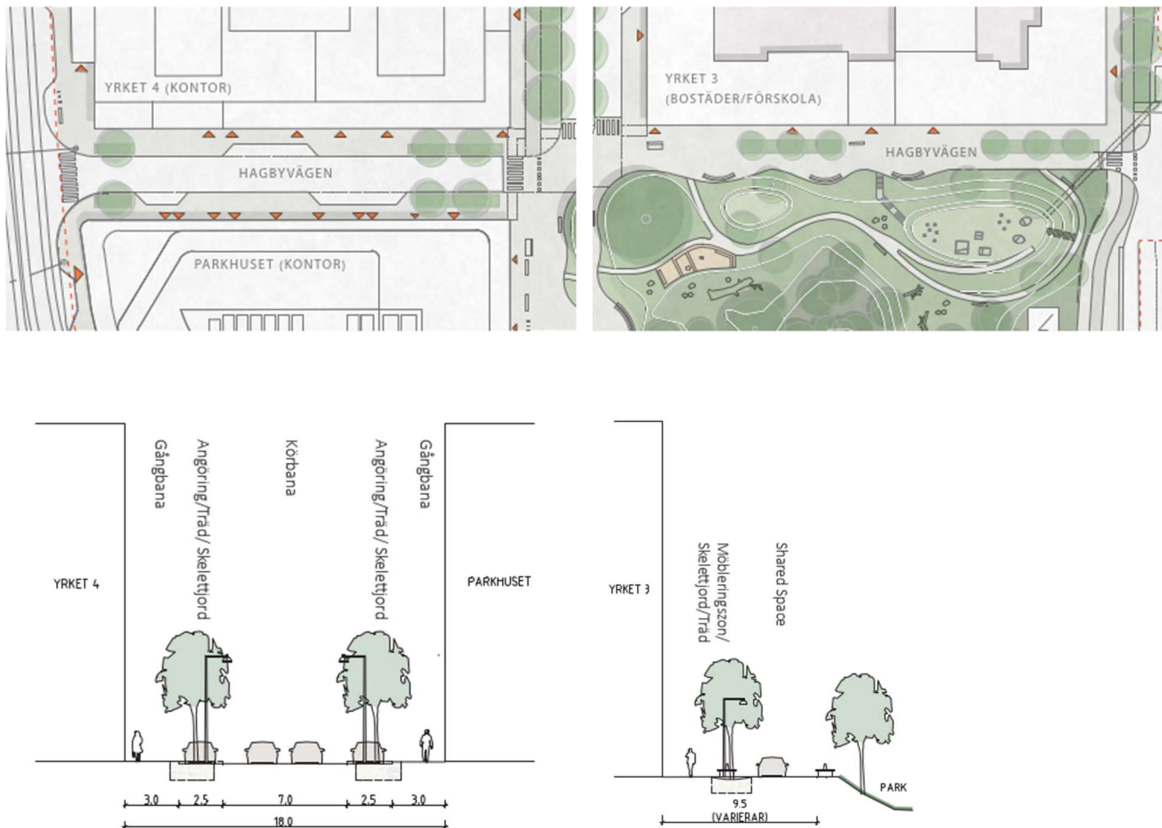 YRKET 4 (KONTOR)
HAGBYVÄGEN
PARKHUSET (KONTOR)
YRKET 3
(BOSTÄDER/FÖRSKOLA)
HAGBYVÄGEN
Gångbana
Angöring/Träd/ Skelettjord
Körbana
Angöring/Träd/ Skelettjord
Gångbana
YRKET 4
PARKHUSET
3.0
2.5
7.0
2.5
3.0
18.0
Möbleringszon/
Skelettjord/Träd
Shared Space
YRKET 3
PARK
9.5
(VARIERAR)